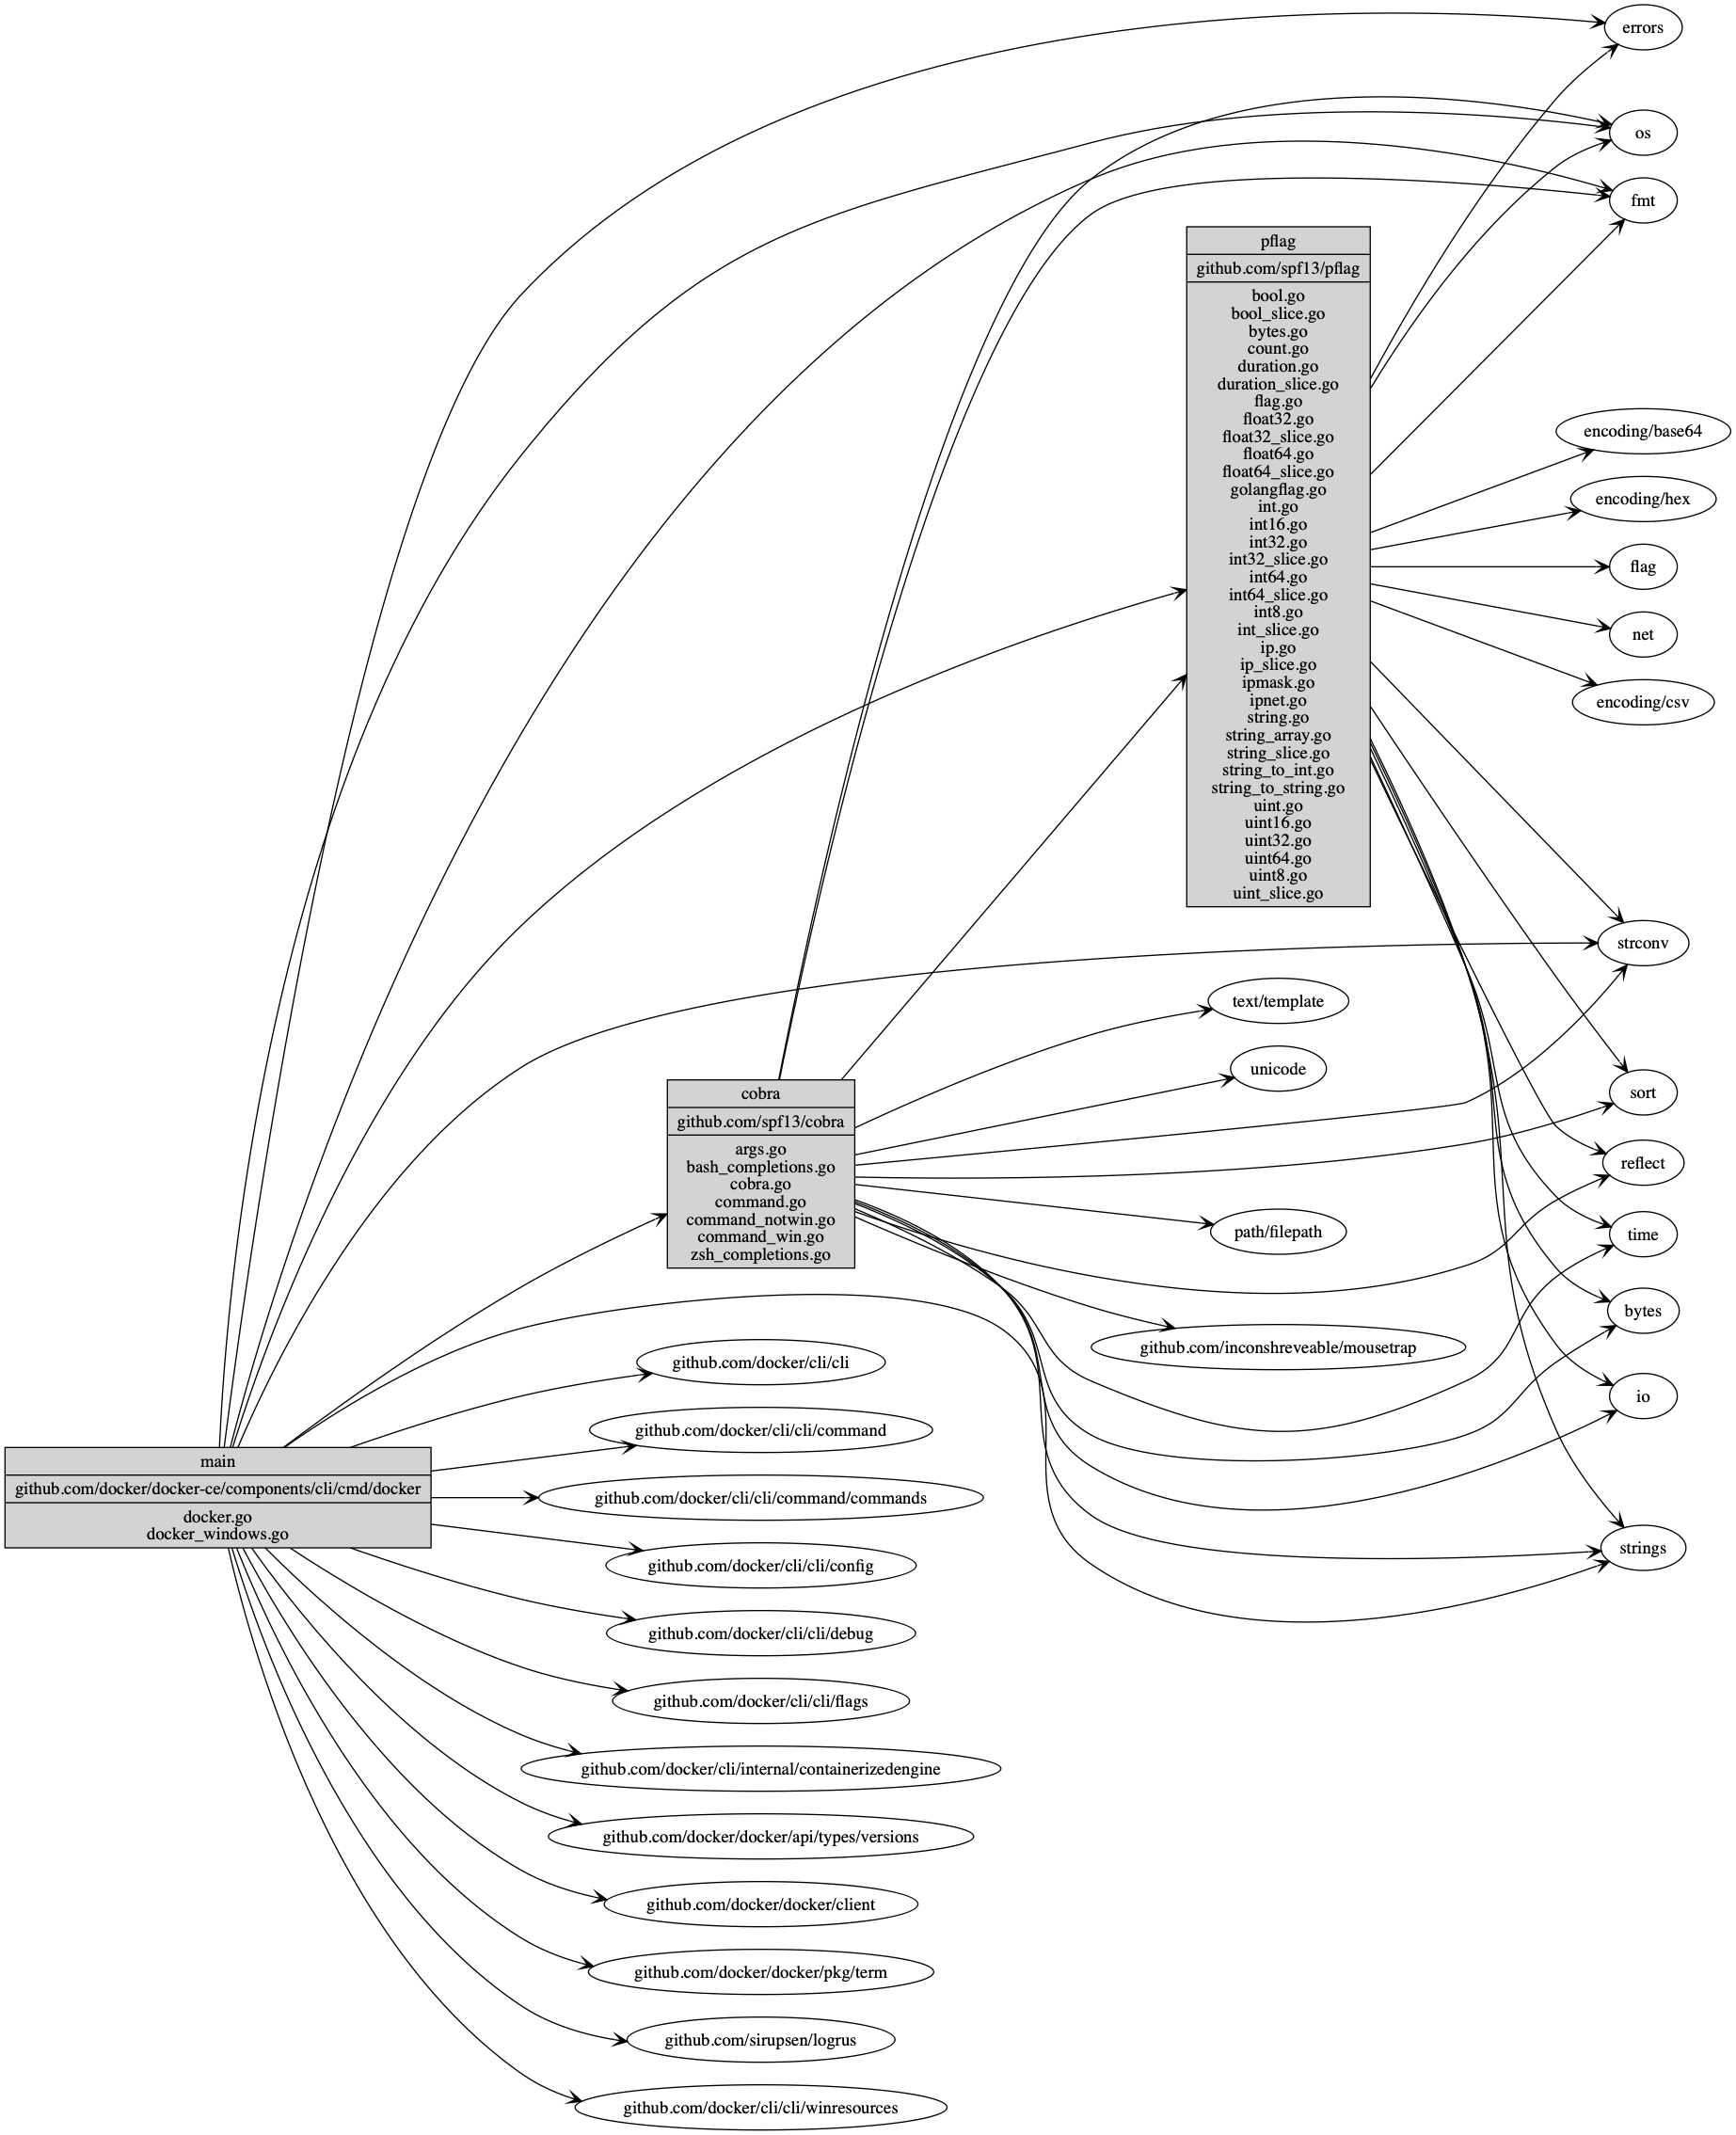 errors
os
fmt
pflag
github.com/spf13/pflag
bool.go
bool_slice.go
bytes.go
count.go
duration.go
duration_slice.go
flag.go
float32.go
float32_slice.go
float64.go
float64_slice.go
golangflag.go
int.go
int16.go
int32.go
int32_slice.go
int64.go
int64_slice.go
int8.go
int_slice.go
ip.go
ip_slice.go
ipmask.go
ipnet.go
string.go
string_array.go
string_slice.go
string_to_int.go
string_to_string.go
uint.go
uint16.go
uint32.go
uint64.go
uint8.go
uint_slice.go
encoding/base64
encoding/hex
flag
net
encoding/csv
strconv
text/template
unicode
cobra
github.com/spf13/cobra
args.go
bash_completions.go
cobra.go
command.go
command_notwin.go
command_win.go
zsh_completions.go
sort
reflect
path/filepath
time
bytes
github.com/inconshreveable/mousetrap
io
strings
github.com/docker/cli/cli
github.com/docker/cli/cli/command
main
github.com/docker/docker-ce/components/cli/cmd/docker
docker.go
docker_windows.go
github.com/docker/cli/cli/command/commands
github.com/docker/cli/cli/config
github.com/docker/cli/cli/debug
github.com/docker/cli/cli/flags
github.com/docker/cli/internal/containerizedengine
github.com/docker/docker/api/types/versions
github.com/docker/docker/client
github.com/docker/docker/pkg/term
github.com/sirupsen/logrus
github.com/docker/cli/cli/winresources